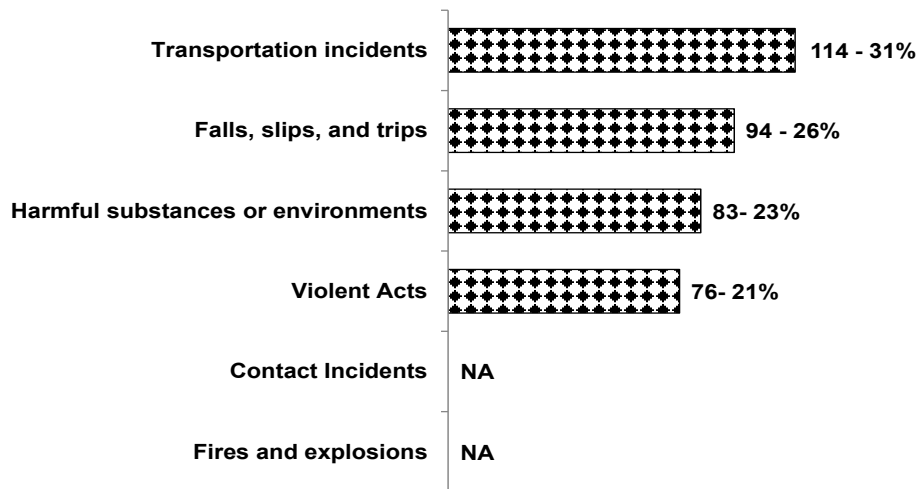 Transportation incidents 114 - 31%
Falls, slips, and trips 94 - 26%
Harmful substances or environments 83- 23%
Violent Acts 76- 21%
Contact Incidents NA
Fires and explosions NA